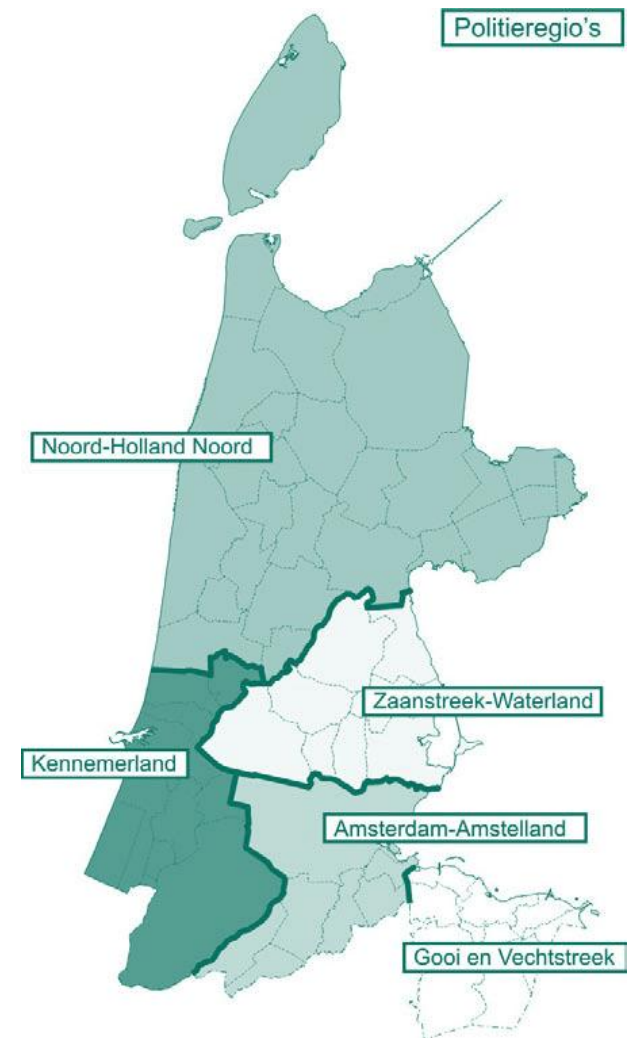 Politieregio's
Noord-Holland Noord
Zaanstreek-Waterland
Kennemerland
Amsterdam-Amstelland
Gooi en Vechtstreek